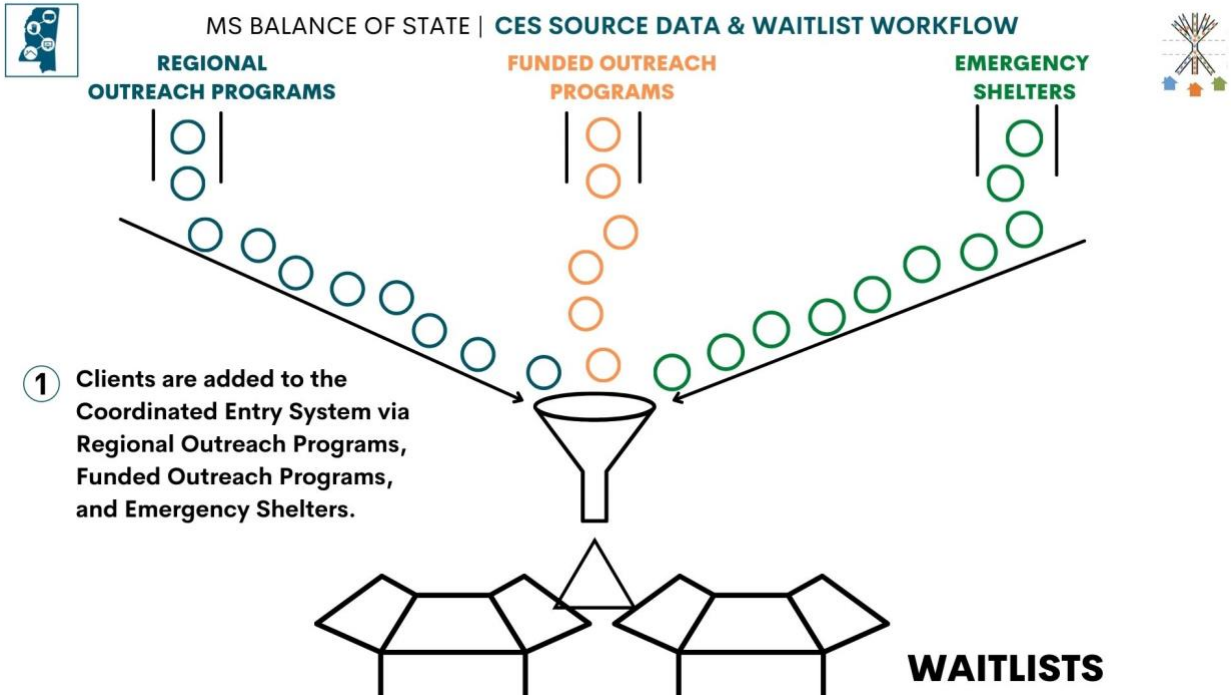 MS BALANCE OF STATE | CES SOURCE DATA & WAITLIST WORKFLOW
REGIONAL
OUTREACH PROGRAMS
FUNDED OUTREACH
PROGRAMS
EMERGENCY
SHELTERS
1 Clients are added to the
Coordinated Entry System via
Regional Outreach Programs,
Funded Outreach Programs,
and Emergency Shelters.
WAITLISTS